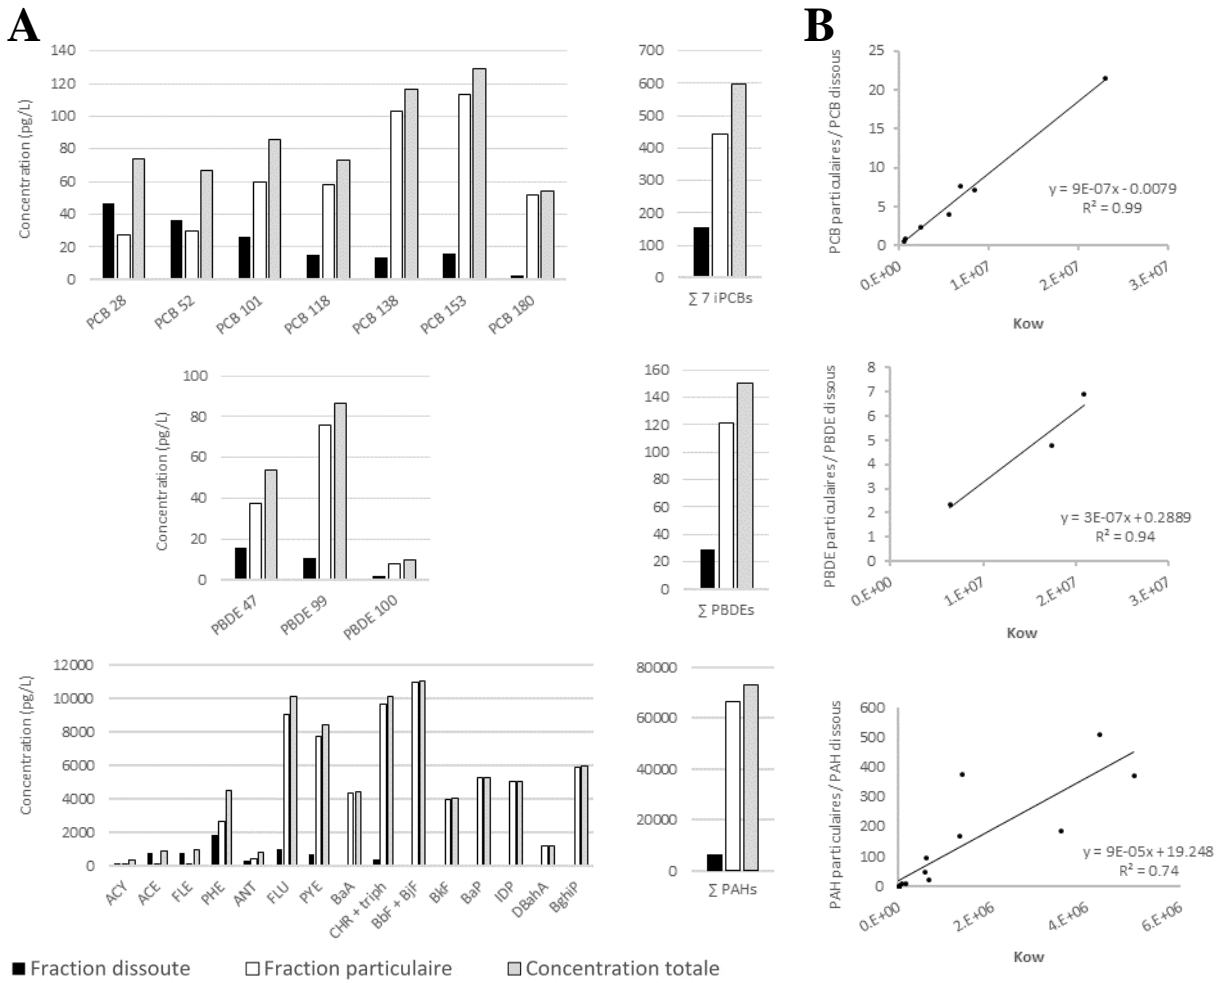 A
B
140
120
100
80
60
40
20
0
Concentration (pg/L)
PCB 28
PCB 52
PCB 101
PCB 118
PCB 138
PCB 153
PCB 180
700
600
500
400
300
200
100
0
∑ 7 iPCBs
25
20
15
10
5
0
PCB particulaires / PCB dissous
y = 9E-07x - 0.0079
R² = 0.99
0.E+00
1.E+07
2.E+07
3.E+07
Kow
100
80
60
40
20
0
Concentration (pg/L)
PBDE 47
PBDE 99
PBDE 100
160
140
120
100
80
60
40
20
0
∑ PBDEs
8
7
6
5
4
3
2
1
0
PBDE particulaires / PBDE dissous
y = 3E-07x + 0.2889
R² = 0.94
0.E+00
1.E+07
2.E+07
3.E+07
Kow
12000
10000
8000
6000
4000
2000
0
Concentration (pg/L)
ACY
ACE
FLE
PHE
ANT
FLU
PYE
BaA
CHR + triph
BbF + BjF
BkF
BaP
IDP
DBahA
BghiP
80000
60000
40000
20000
0
∑ PAHs
600
500
400
300
200
100
0
PAH particulaires / PAH dissous
y = 9E-05x + 19.248
R² = 0.74
0.E+00
2.E+06
4.E+06
6.E+06
Kow
Fraction dissoute
Fraction particulaire
Concentration totale